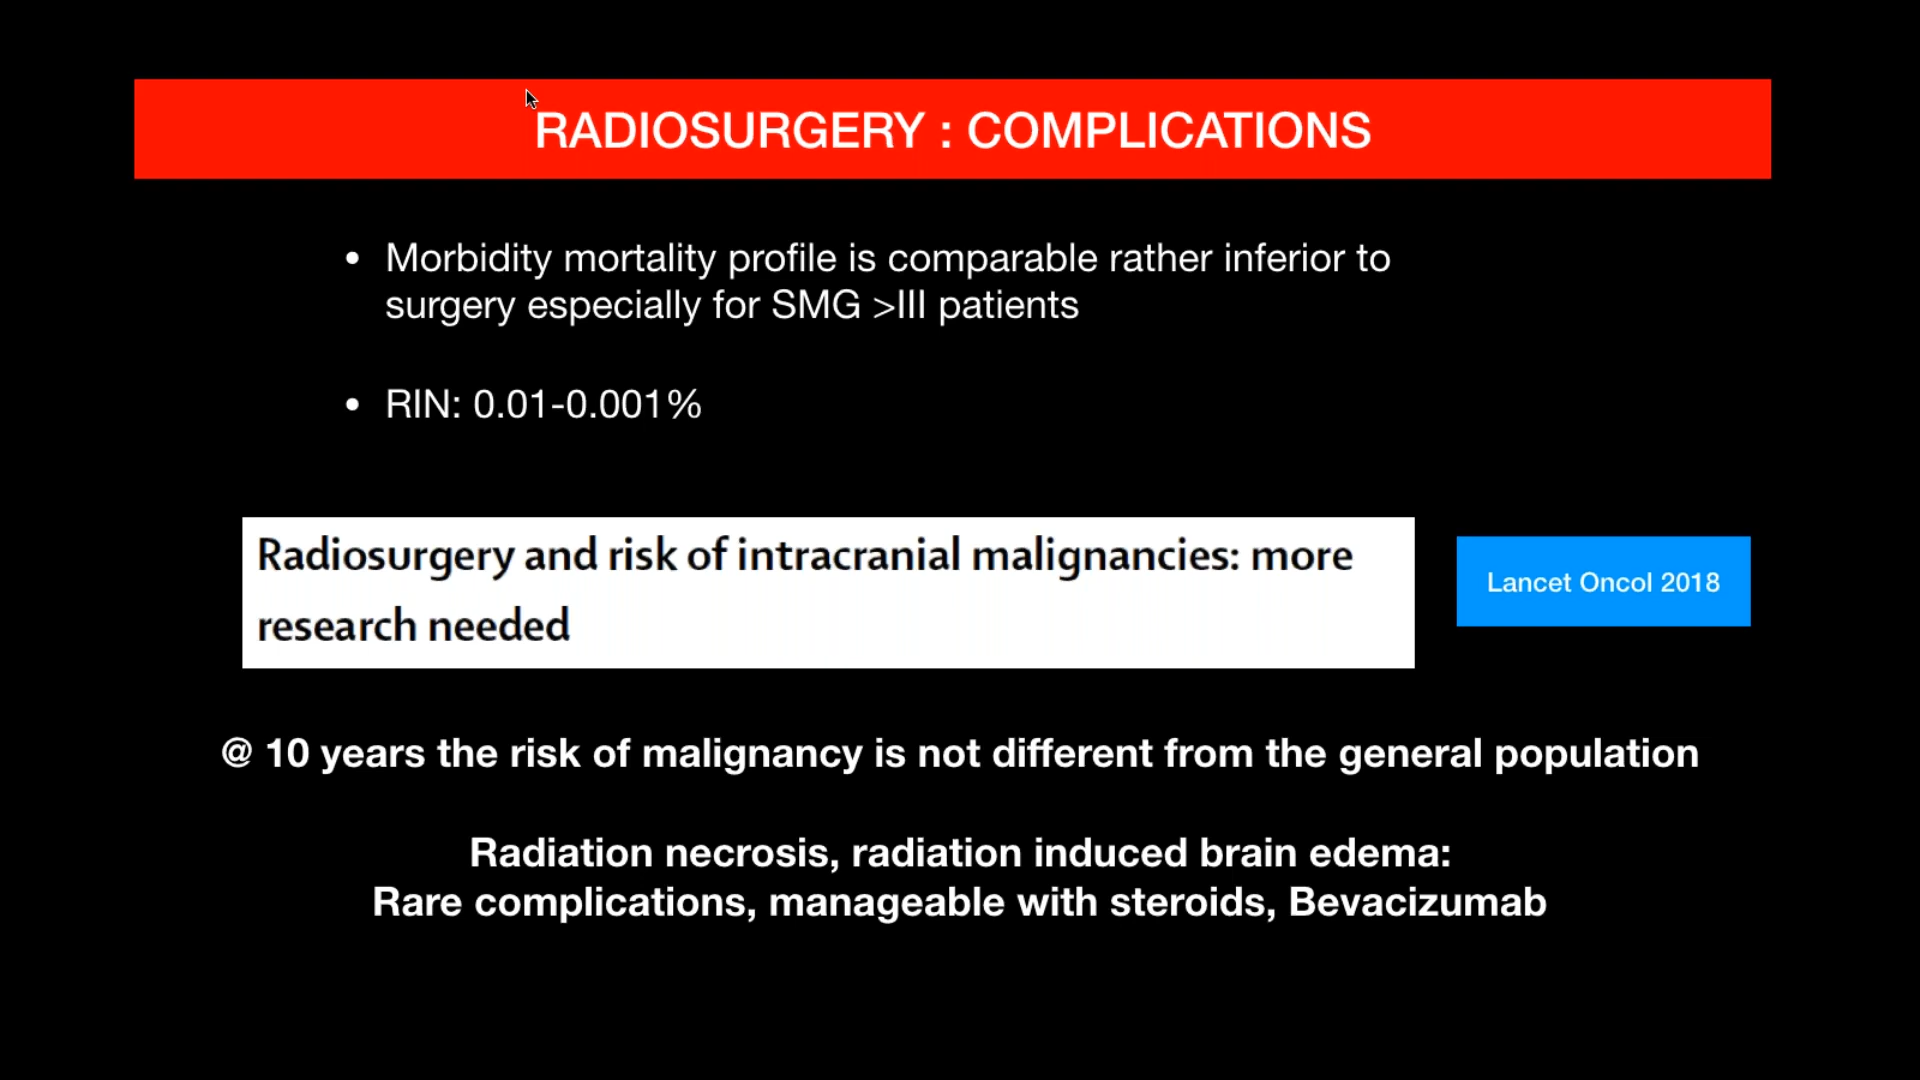 RADIOSURGERY : COMPLICATIONS
• Morbidity mortality profile is comparable rather inferior to
surgery especially for SMG >III patients
• RIN: 0.01-0.001%
Radiosurgery and risk of intracranial malignancies: more
research needed
Lancet Oncol 2018
@ 10 years the risk of malignancy is not different from the general population
Radiation necrosis, radiation induced brain edema:
Rare complications, manageable with steroids, Bevacizumab